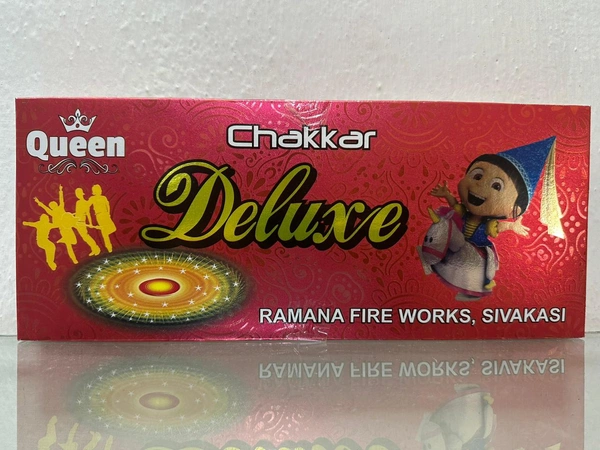 Queen
Chakkar
Deluxe
RAMANA FIRE WORKS, SIVAKASI